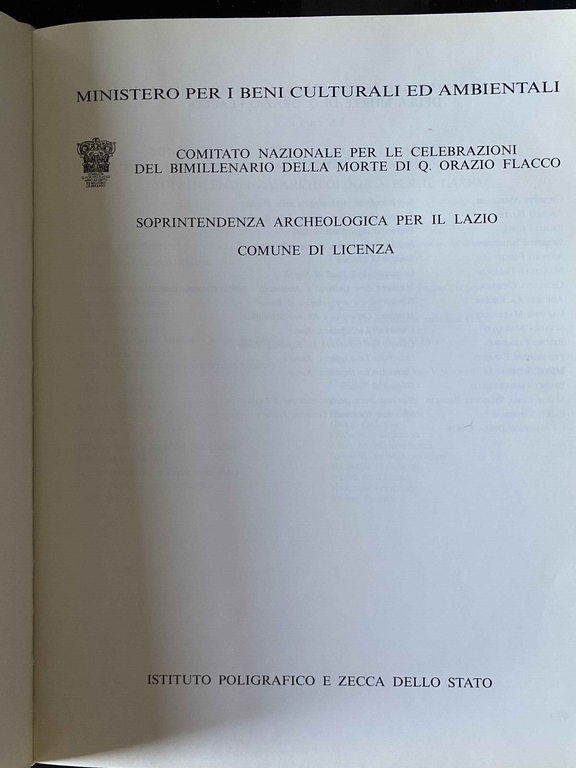 MINISTERO PER I BENI CULTURALI ED AMBIENTALI
COMITATO NAZIONALE PER LE CELEBRAZIONI
DEL BIMILLENARIO DELLA MORTE DI Q. ORAZIO FLACCO
SOPRINTENDENZA ARCHEOLOGICA PER IL LAZIO
COMUNE DI LICENZA
ISTITUTO POLIGRAFICO E ZECCA DELLO STATO